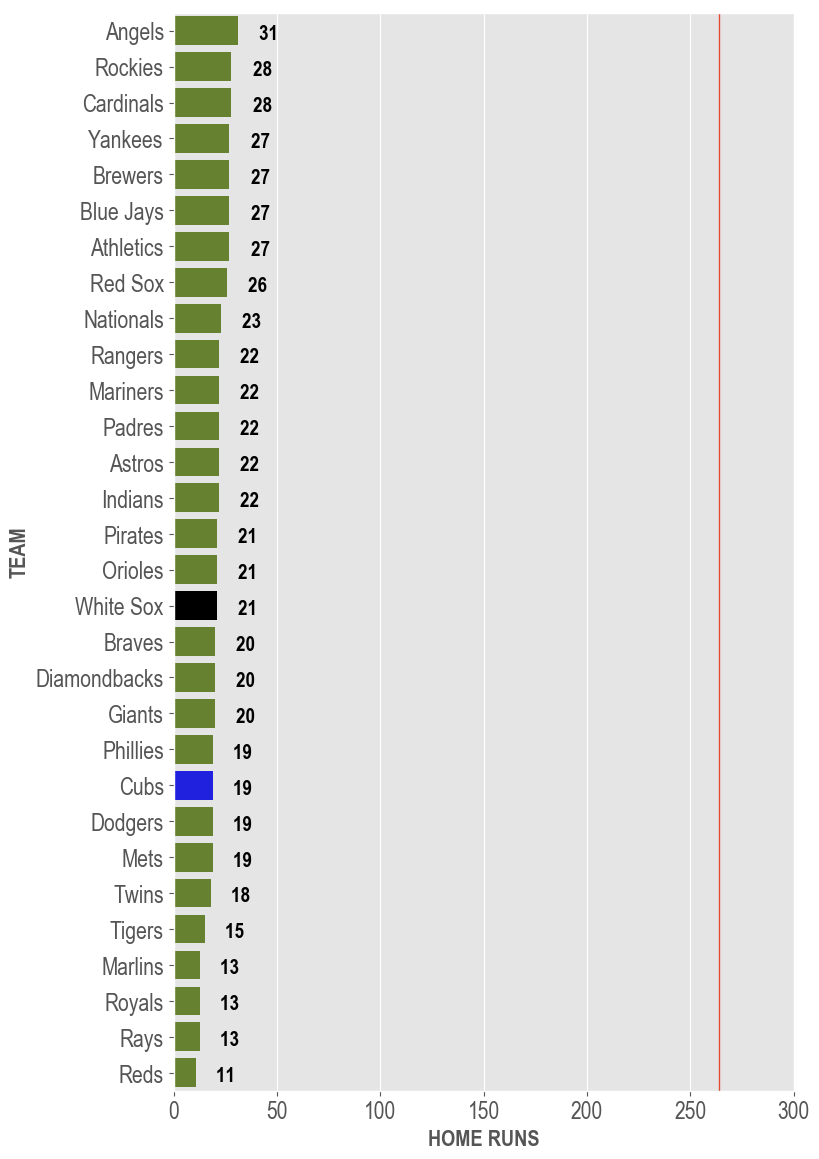 Angels 31
Rockies 28
Cardinals 28
Yankees 27
Brewers 27
Blue Jays 27
Athletics 27
Red Sox 26
Nationals 23
Rangers 22
Mariners 22
Padres 22
Astros 22
Indians 22
Pirates 21
Orioles 21
White Sox 21
Braves 20
Diamondbacks 20
Giants 20
Phillies 19
Cubs 19
Dodgers 19
Mets 19
Twins 18
Tigers 15
Marlins 13
Royals 13
Rays 13
Reds 11
TEAM
0 50 100 150 200 250 300
HOME RUNS